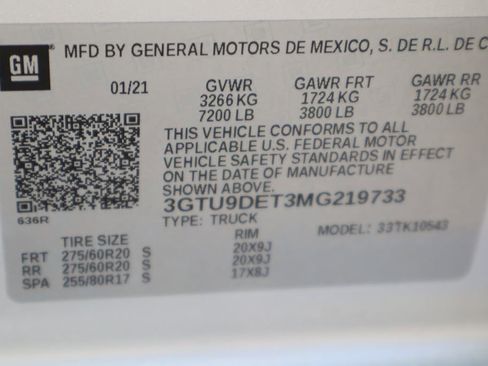 GM
MFD BY GENERAL MOTORS DE MEXICO, S. DE R.L. DE C
01/21 GVWR GAWR FRT GAWR RR
3266 KG 1724 KG 1724 KG
7200 LB 3800 LB 3800 LB
THIS VEHICLE CONFORMS TO ALL
APPLICABLE U.S. FEDERAL MOTOR
VEHICLE SAFETY STANDARDS IN EFFECT
ON THE DATE OF MANUFACTURE
SHOWN ABOVE.
3GTU9DET3MG219733
636R
TYPE: TRUCK MODEL: 33TK10543
TIRE SIZE RIM
FRT 275/60R20 S 20X9J
RR 275/60R20 S 20X9J
SPA 255/80R17 S 17X8J